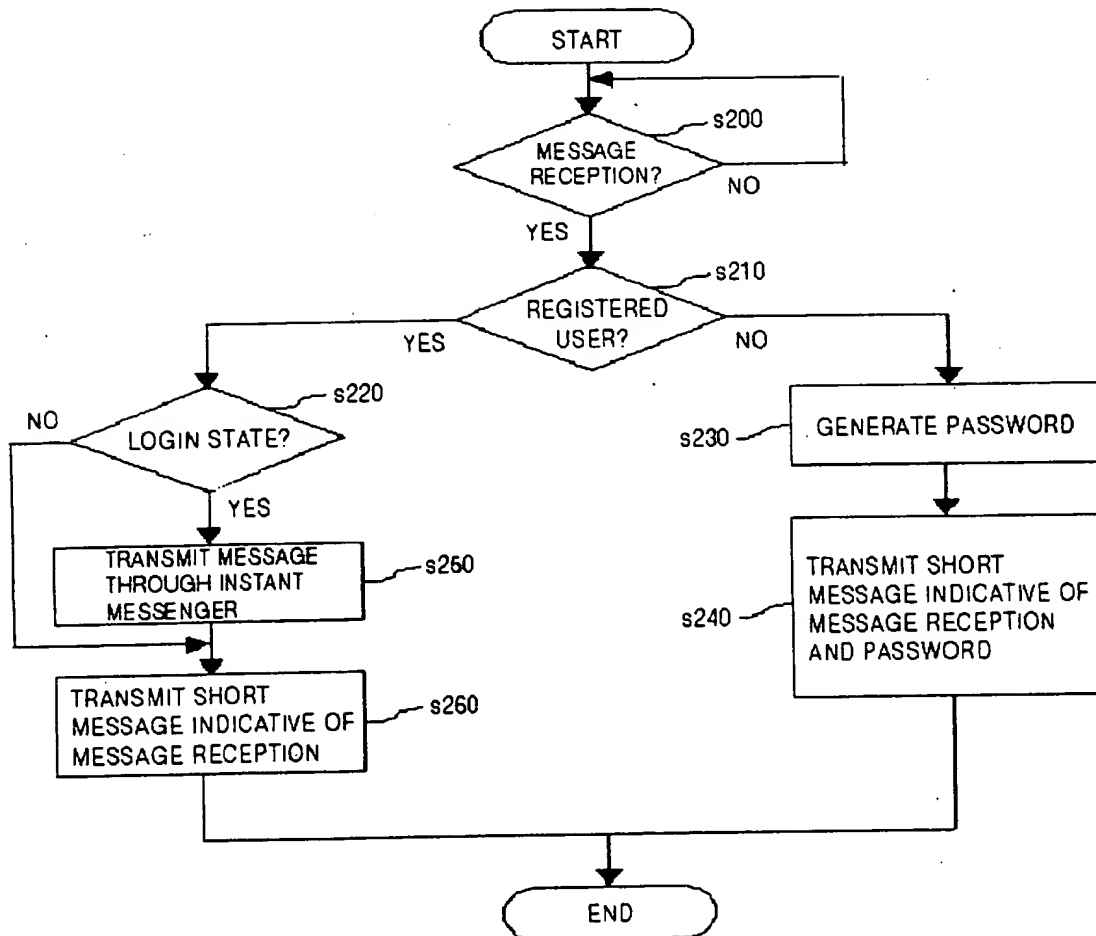 START
s200
MESSAGE
RECEPTION?
NO
YES
s210
REGISTERED
USER?
YES
NO
s220
NO
LOGIN STATE?
YES
s230
GENERATE PASSWORD
TRANSMIT MESSAGE
THROUGH INSTANT
MESSENGER
s250
s240
TRANSMIT SHORT
MESSAGE INDICATIVE OF
MESSAGE RECEPTION
AND PASSWORD
TRANSMIT SHORT
MESSAGE INDICATIVE OF
MESSAGE RECEPTION
s260
END